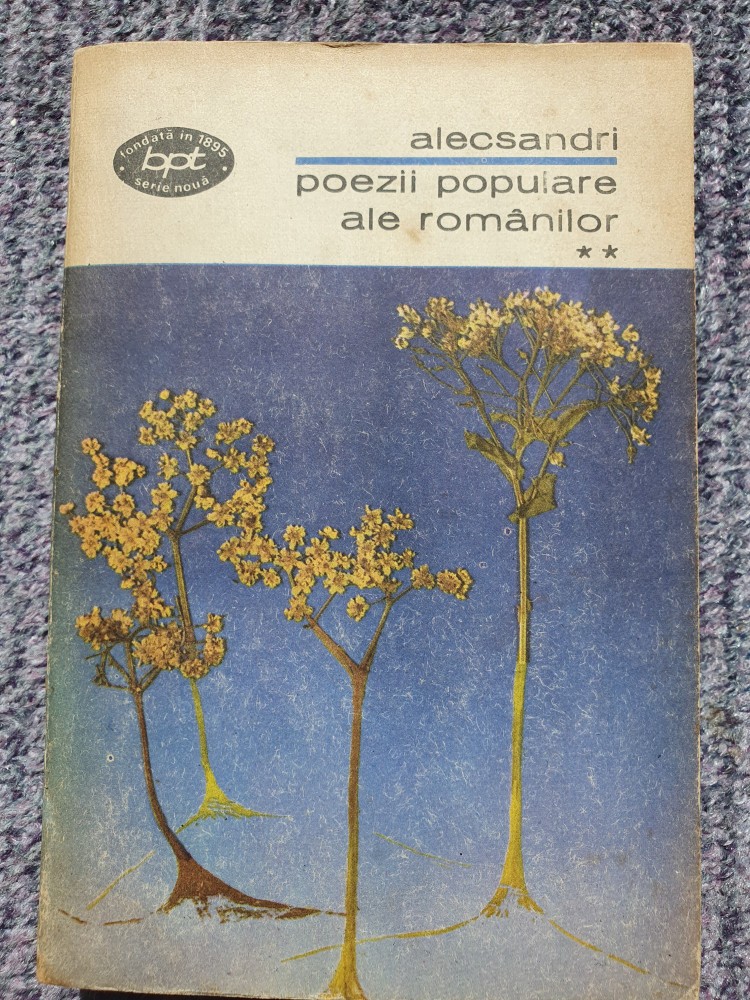 fondată în 1895
bpt
serie nouă
alecsandri
poezii populare
ale românilor
**